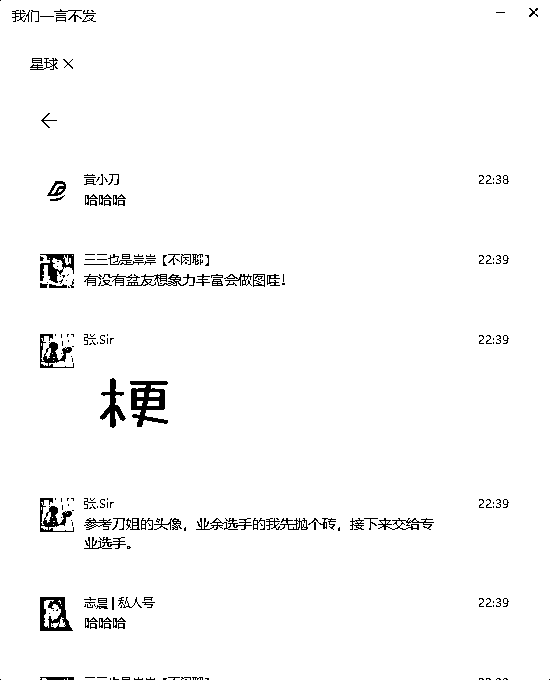 我们一言不发
星球
黄小刀
22:38
哈哈哈
三三也是岸岸【不闲聊】
22:39
有没有盆友想象力丰富会做图哇！
张.Sir
22:39
梗
张.Sir
22:39
参考刀姐的头像，业余选手的我先抛个砖，接下来交给专
业选手。
志晨|私人号
22:39
哈哈哈